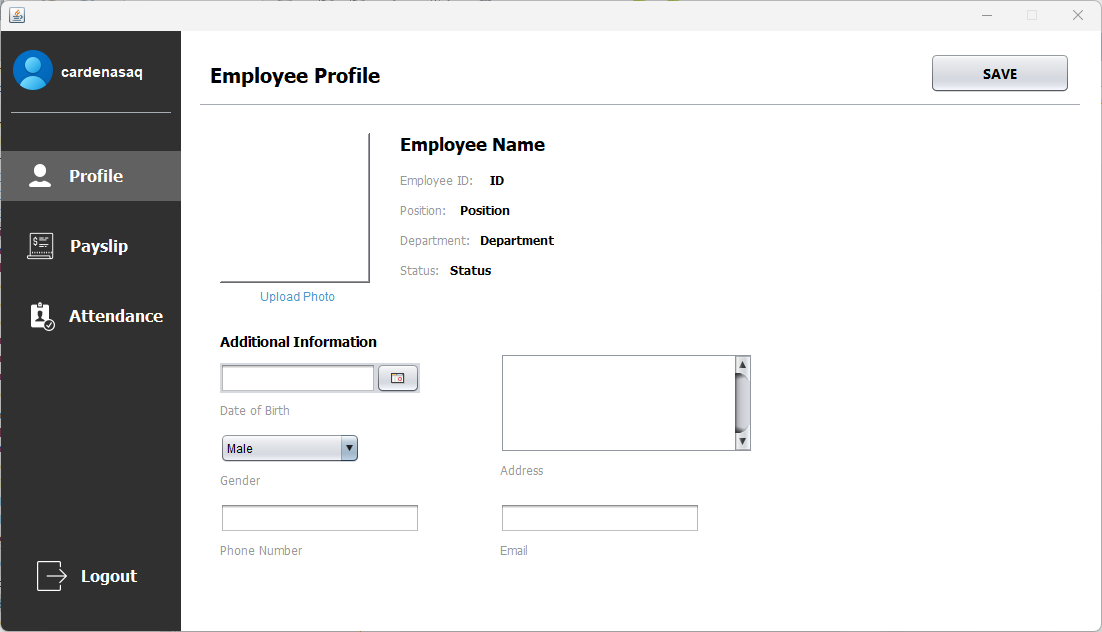 cardenasaq
Profile
Payslip
Attendance
Logout
Employee Profile
SAVE
Employee Name
Employee ID: ID
Position: Position
Department: Department
Status: Status
Upload Photo
Additional Information
Date of Birth
Male
Gender
Address
Phone Number
Email